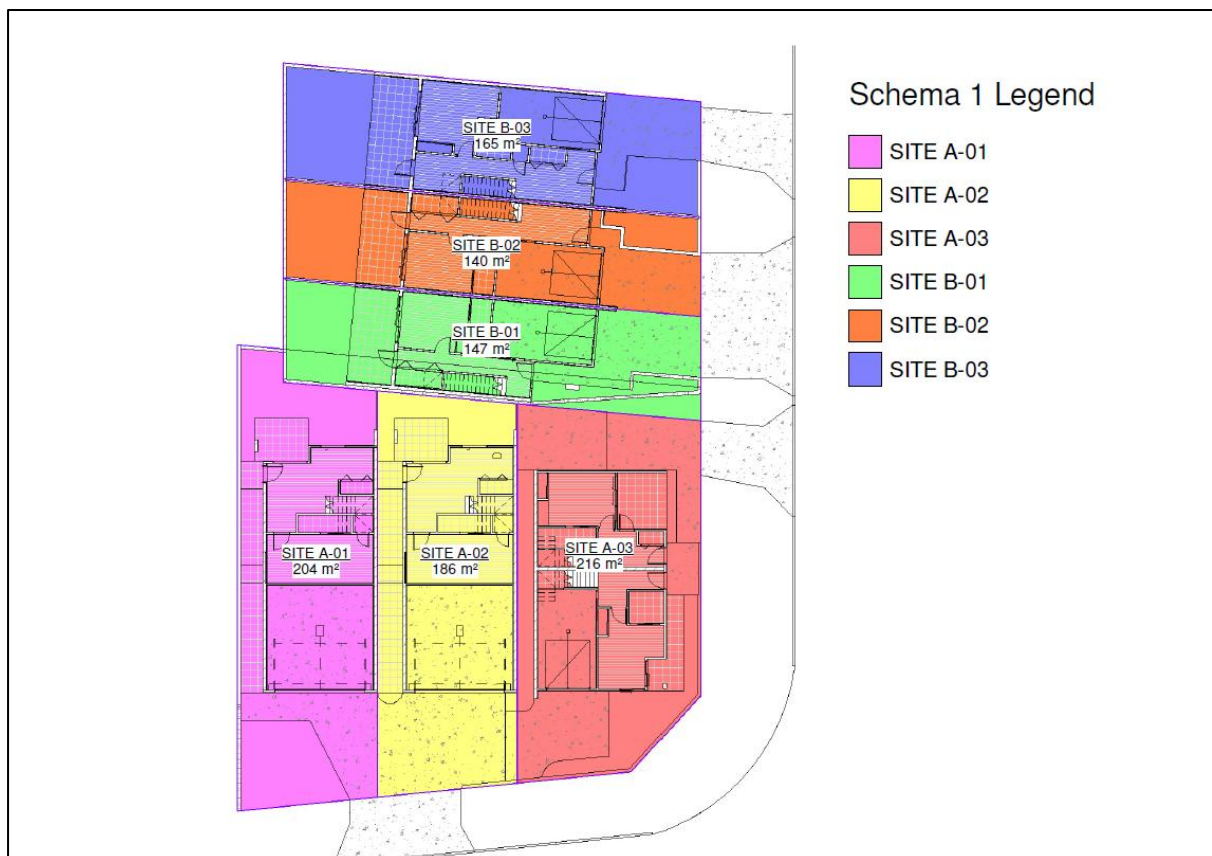 Schema 1 Legend
SITE A-01
SITE A-02
SITE A-03
SITE B-01
SITE B-02
SITE B-03
SITE B-03
165 m²
SITE B-02
140 m²
SITE B-01
147 m²
SITE A-01
204 m²
SITE A-02
186 m²
SITE A-03
216 m²